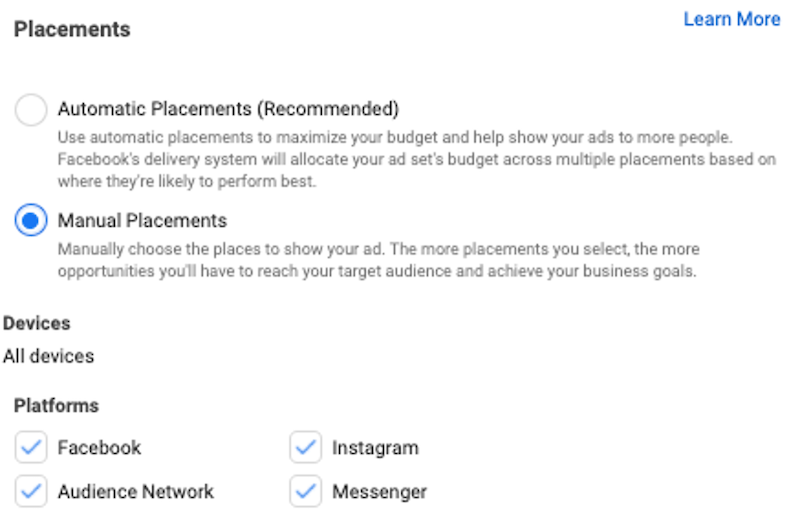 Placements
Learn More
Automatic Placements (Recommended)
Use automatic placements to maximize your budget and help show your ads to more people.
Facebook's delivery system will allocate your ad set's budget across multiple placements based on
where they're likely to perform best.
Manual Placements
Manually choose the places to show your ad. The more placements you select, the more
opportunities you'll have to reach your target audience and achieve your business goals.
Devices
All devices
Platforms
Facebook Instagram
Audience Network Messenger